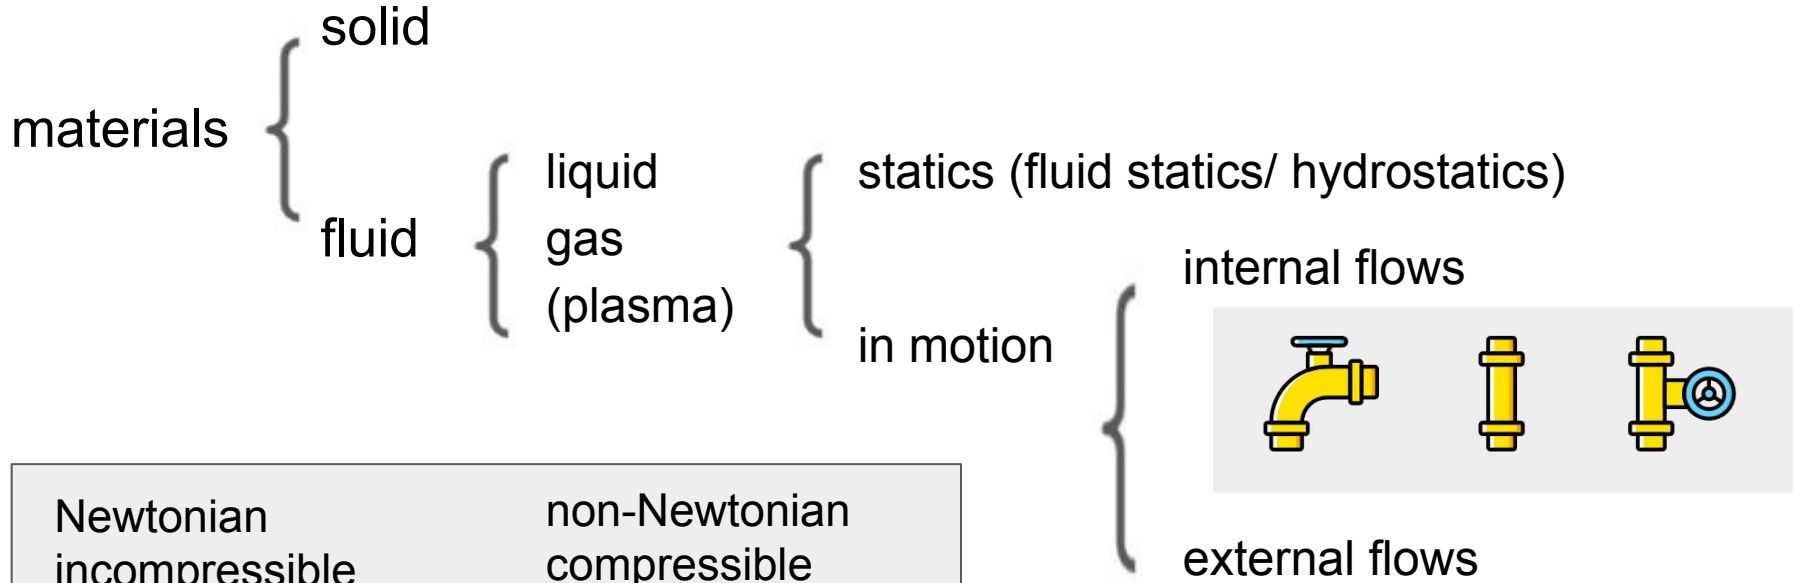 solid
materials
liquid
statics (fluid statics/ hydrostatics)
fluid
gas
internal flows
(plasma)
in motion
Newtonian
non-Newtonian
incompressible
compressible
external flows